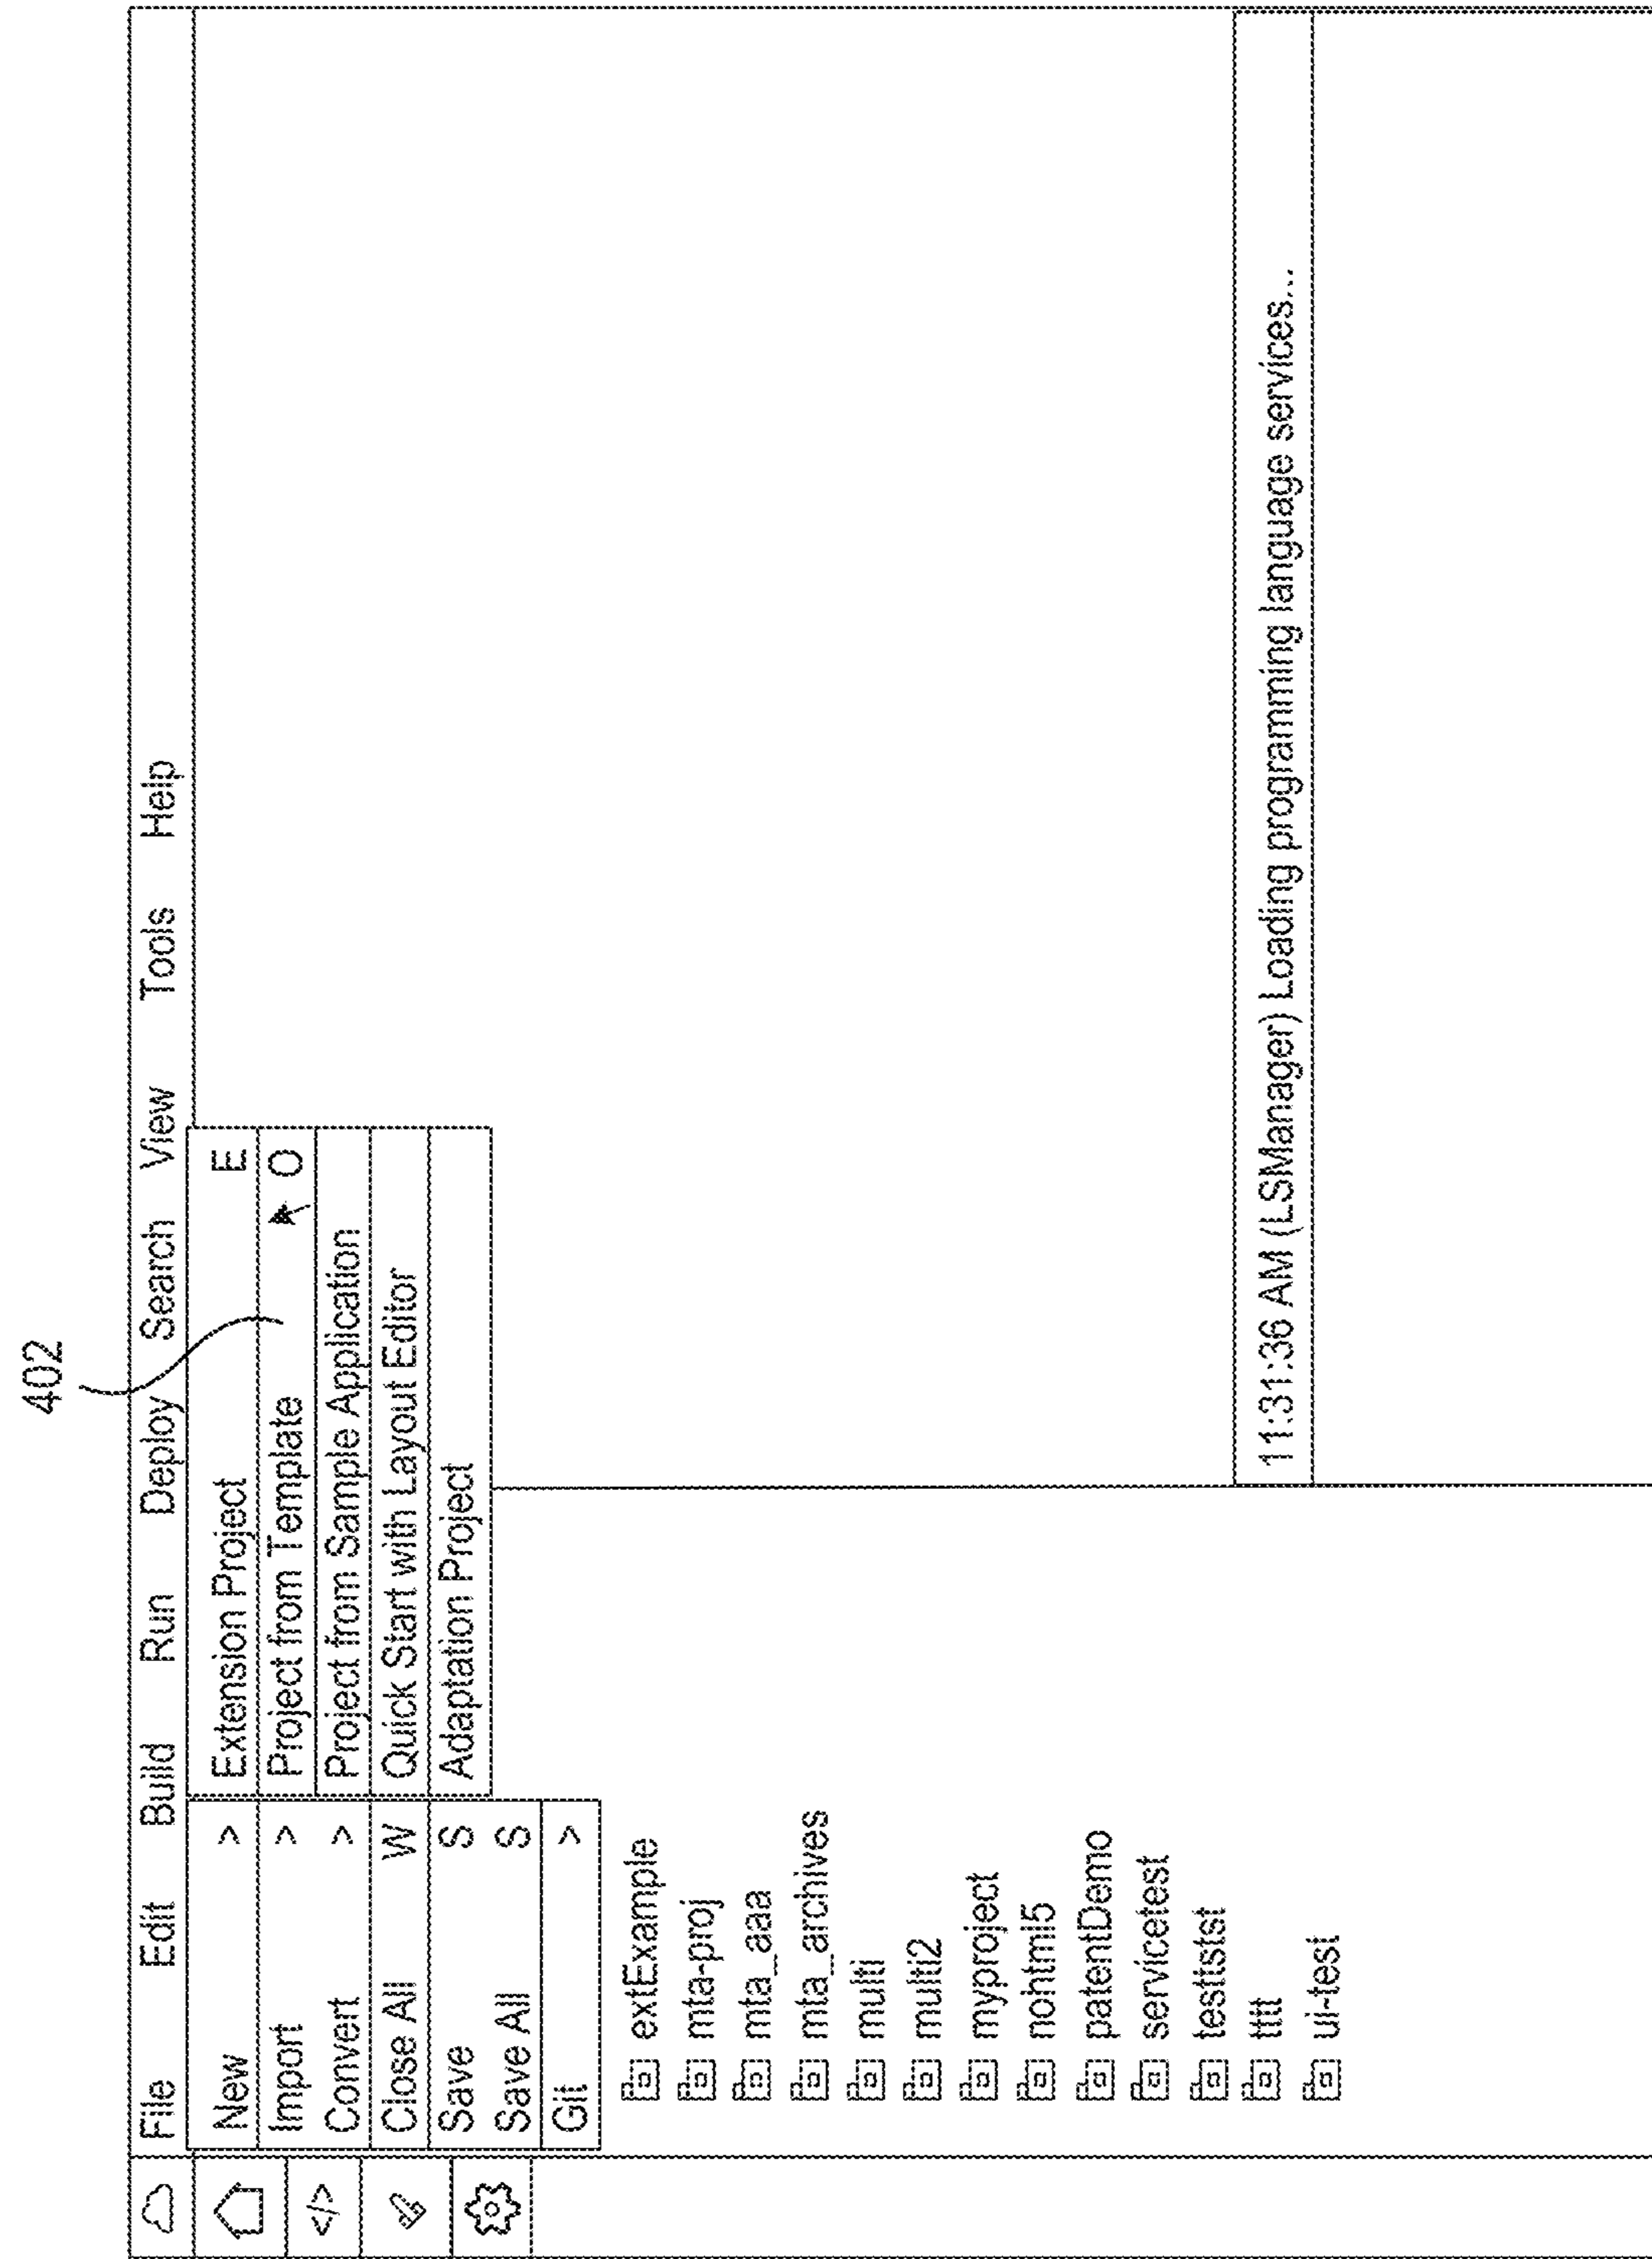 402
File Edit Build Run Deploy Search View Tools Help
New > Extension Project E
Import > Project from Template O
Convert > Project from Sample Application
Close All W Quick Start with Layout Editor
Save S Adaptation Project
Save All S
Git >
extExample
mta-proj
mta_aaa
mta_archives
multi
multi2
myproject
nohtml5
patentDemo
servicetest
testtstst
tttt
ui-test
11:31:36 AM (LSManager) Loading programming language services...